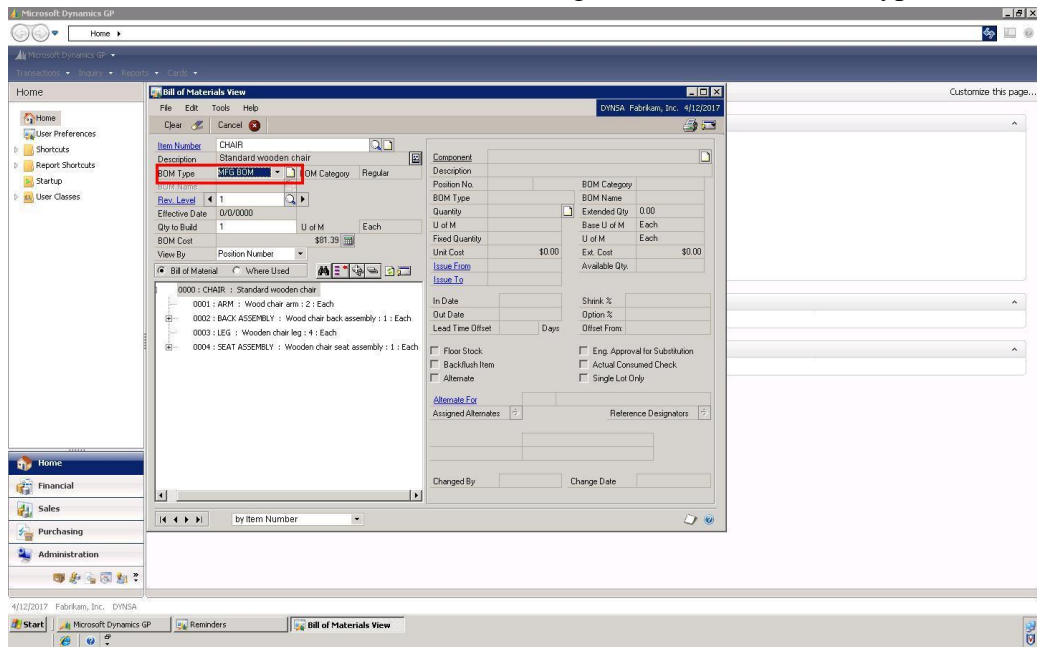 Microsoft Dynamics GP
Home
Microsoft Dynamics GP
Transactions Inquiry Reports Cards
Home
Customize this page...
Home
User Preferences
Shortcuts
Report Shortcuts
Startup
User Classes
Bill of Materials View
File Edit Tools Help
DYNSA Fabrikam, Inc. 4/12/2017
Clear Cancel
Item Number CHAIR
Description Standard wooden chair
BOM Type MFG BOM BOM Category Regular
BOM Name
Rev. Level 1
Effective Date 0/0/0000
Qty to Build 1 U of M Each
BOM Cost $81.39
View By Position Number
Bill of Material Where Used
0000 : CHAIR : Standard wooden chair
0001 : ARM : Wood chair arm : 2 : Each
0002 : BACK ASSEMBLY : Wood chair back assembly : 1 : Each
0003 : LEG : Wooden chair leg : 4 : Each
0004 : SEAT ASSEMBLY : Wooden chair seat assembly : 1 : Each
Component
Description
Position No. BOM Category
BOM Type BOM Name
Quantity Extended Qty 0.00
U of M Base U of M Each
Fixed Quantity U of M Each
Unit Cost $0.00 Ext. Cost $0.00
Issue From Available Qty.
Issue To
In Date Shrink %
Out Date Option %
Lead Time Offset Days Offset From:
Floor Stock Eng. Approval for Substitution
Backflush Item Actual Consumed Check
Alternate Single Lot Only
Alternate For
Assigned Alternates Reference Designators
Changed By Change Date
by Item Number
Home
Financial
Sales
Purchasing
Administration
4/12/2017 Fabrikam, Inc. DYNSA
Start Microsoft Dynamics GP Reminders Bill of Materials View